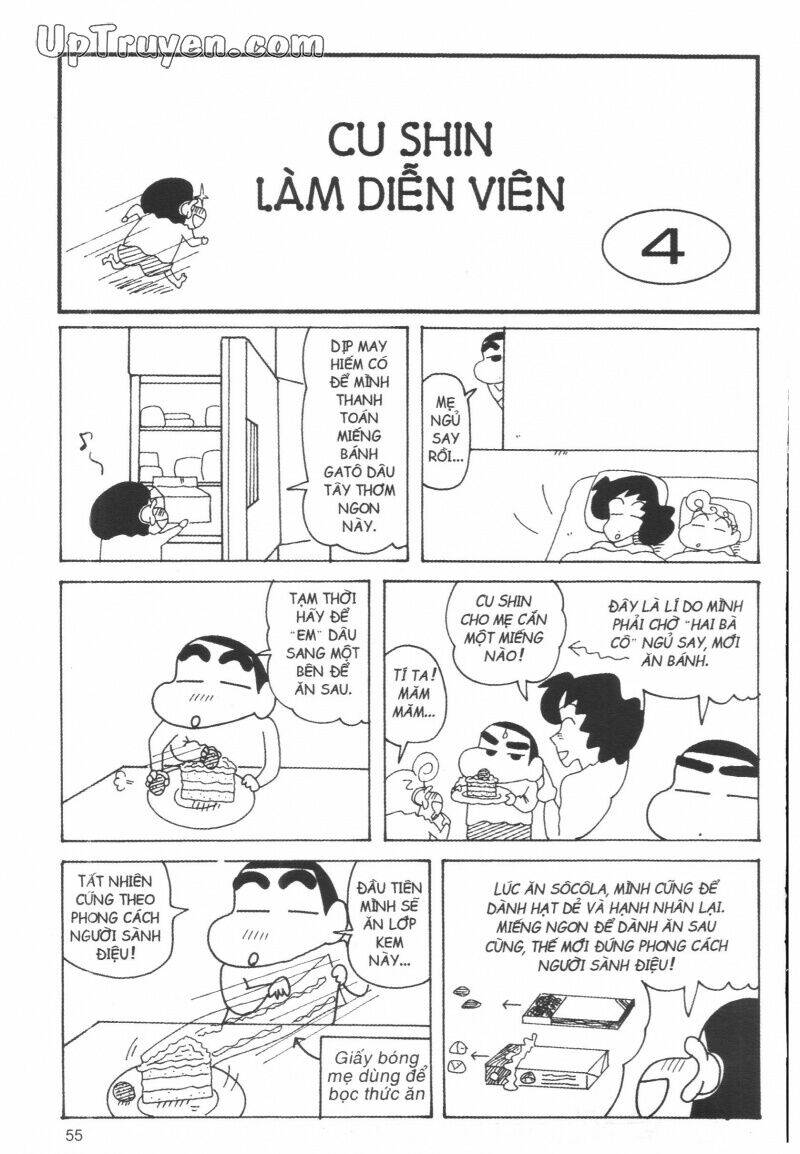 UpTruyen.com
CU SHIN
LÀM DIỄN VIÊN
4
MẸ
NGỦ
SAY
RỒI...
DỊP MAY
HIẾM CÓ
ĐỂ MÌNH
THANH
TOÁN
MIẾNG
BÁNH
GATÔ DÂU
TÂY THƠM
NGON
NÀY.
TẠM THỜI
HÃY ĐỂ
"EM" DÂU
SANG MỘT
BÊN ĐỂ
ĂN SAU.
CU SHIN
CHO MẸ CẮN
MỘT MIẾNG
NÀO!
TÍ TA!
MĂM
MĂM...
ĐÂY LÀ LÍ DO MÌNH
PHẢI CHỜ "HAI BÀ
CÔ" NGỦ SAY, MỚI
ĂN BÁNH.
TẤT NHIÊN
CŨNG THEO
PHONG CÁCH
NGƯỜI SÀNH
ĐIỆU!
ĐẦU TIÊN
MÌNH SẼ
ĂN LỚP
KEM
NÀY...
Giấy bóng
mẹ dùng để
bọc thức ăn
LÚC ĂN SÔCÔLA, MÌNH CŨNG ĐỂ
DÀNH HẠT DẺ VÀ HẠNH NHÂN LẠI.
MIẾNG NGON ĐỂ DÀNH ĂN SAU
CÙNG, THẾ MỚI ĐÚNG PHONG CÁCH
NGƯỜI SÀNH ĐIỆU!
55